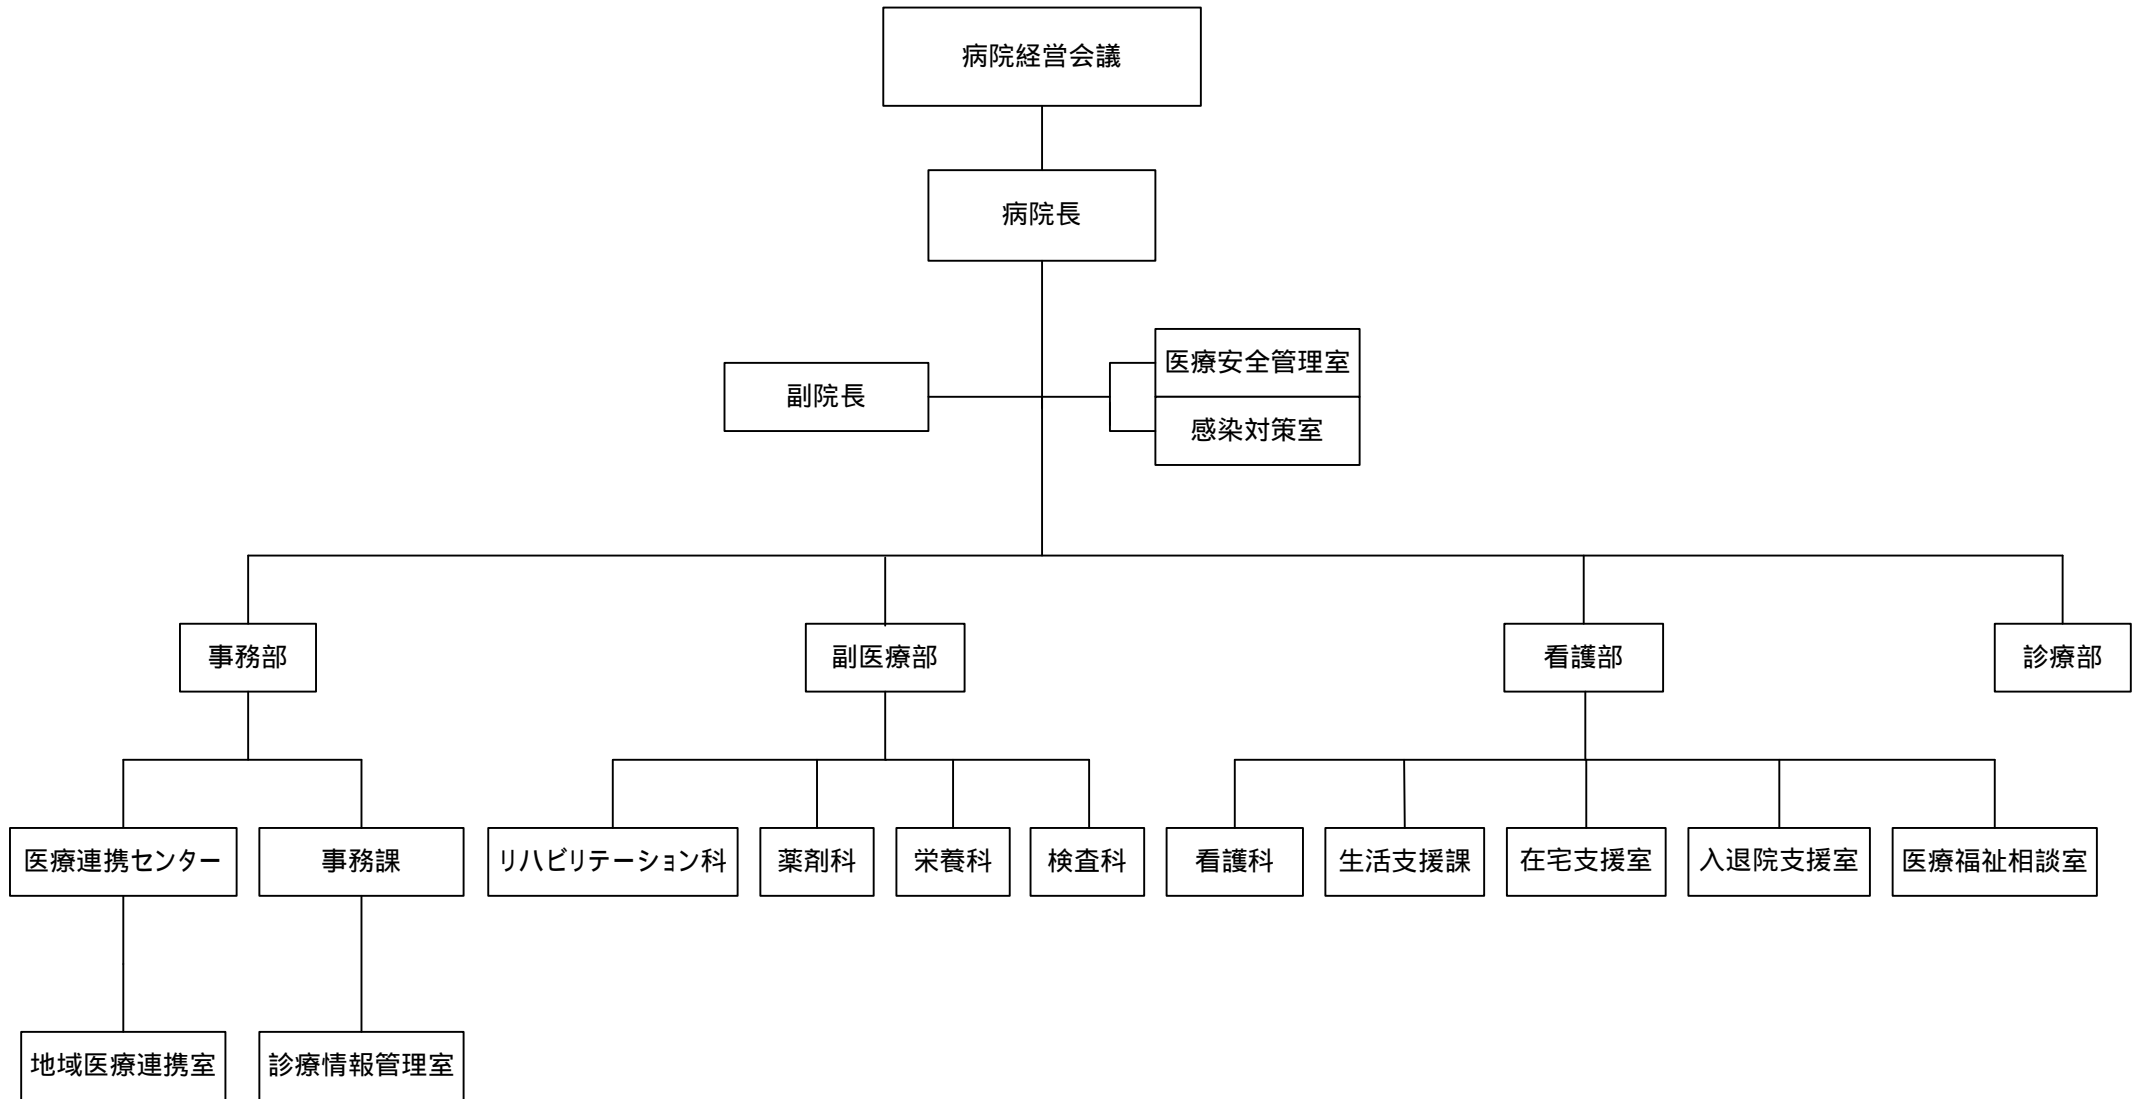 病院経営会議
病院長
副院長
医療安全管理室
感染対策室
事務部
副医療部
看護部
診療部
医療連携センター
事務課
リハビリテーション科
薬剤科
栄養科
検査科
看護科
生活支援課
在宅支援室
入退院支援室
医療福祉相談室
地域医療連携室
診療情報管理室